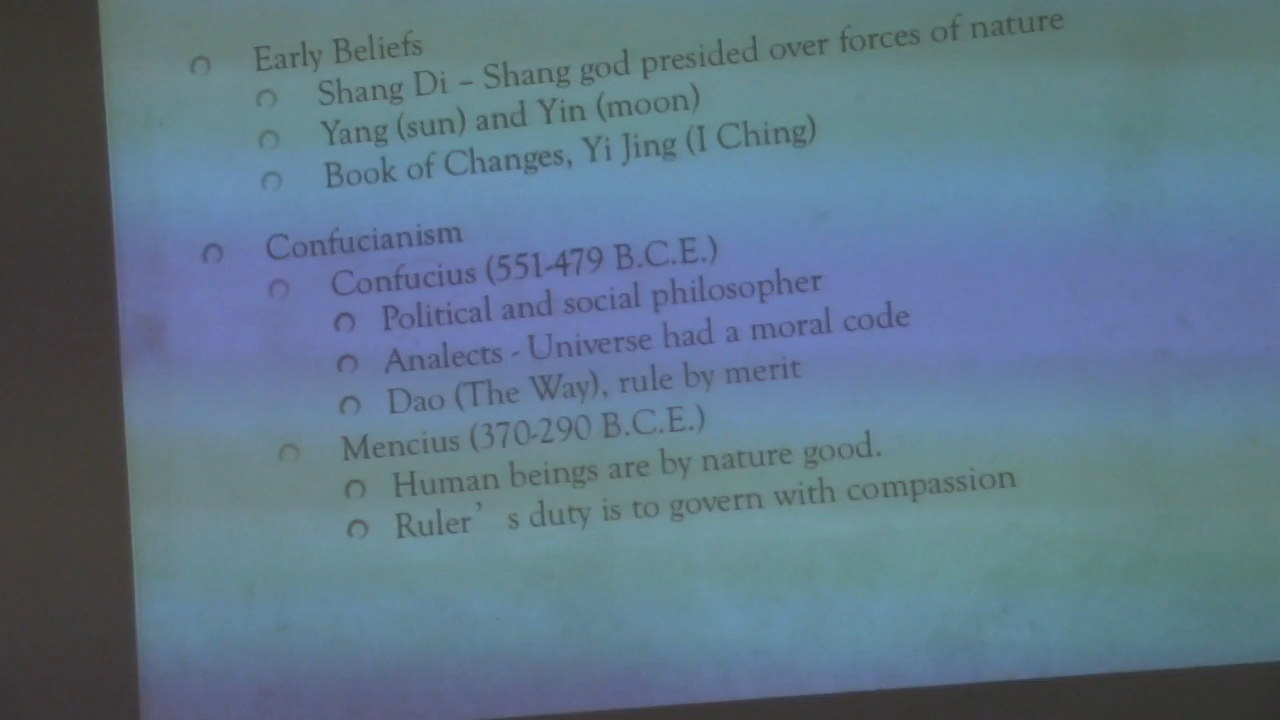 Early Beliefs
Shang Di – Shang god presided over forces of nature
Yang (sun) and Yin (moon)
Book of Changes, Yi Jing (I Ching)
Confucianism
Confucius (551-479 B.C.E.)
Political and social philosopher
Analects - Universe had a moral code
Dao (The Way), rule by merit
Mencius (370-290 B.C.E.)
Human beings are by nature good.
Ruler’ s duty is to govern with compassion